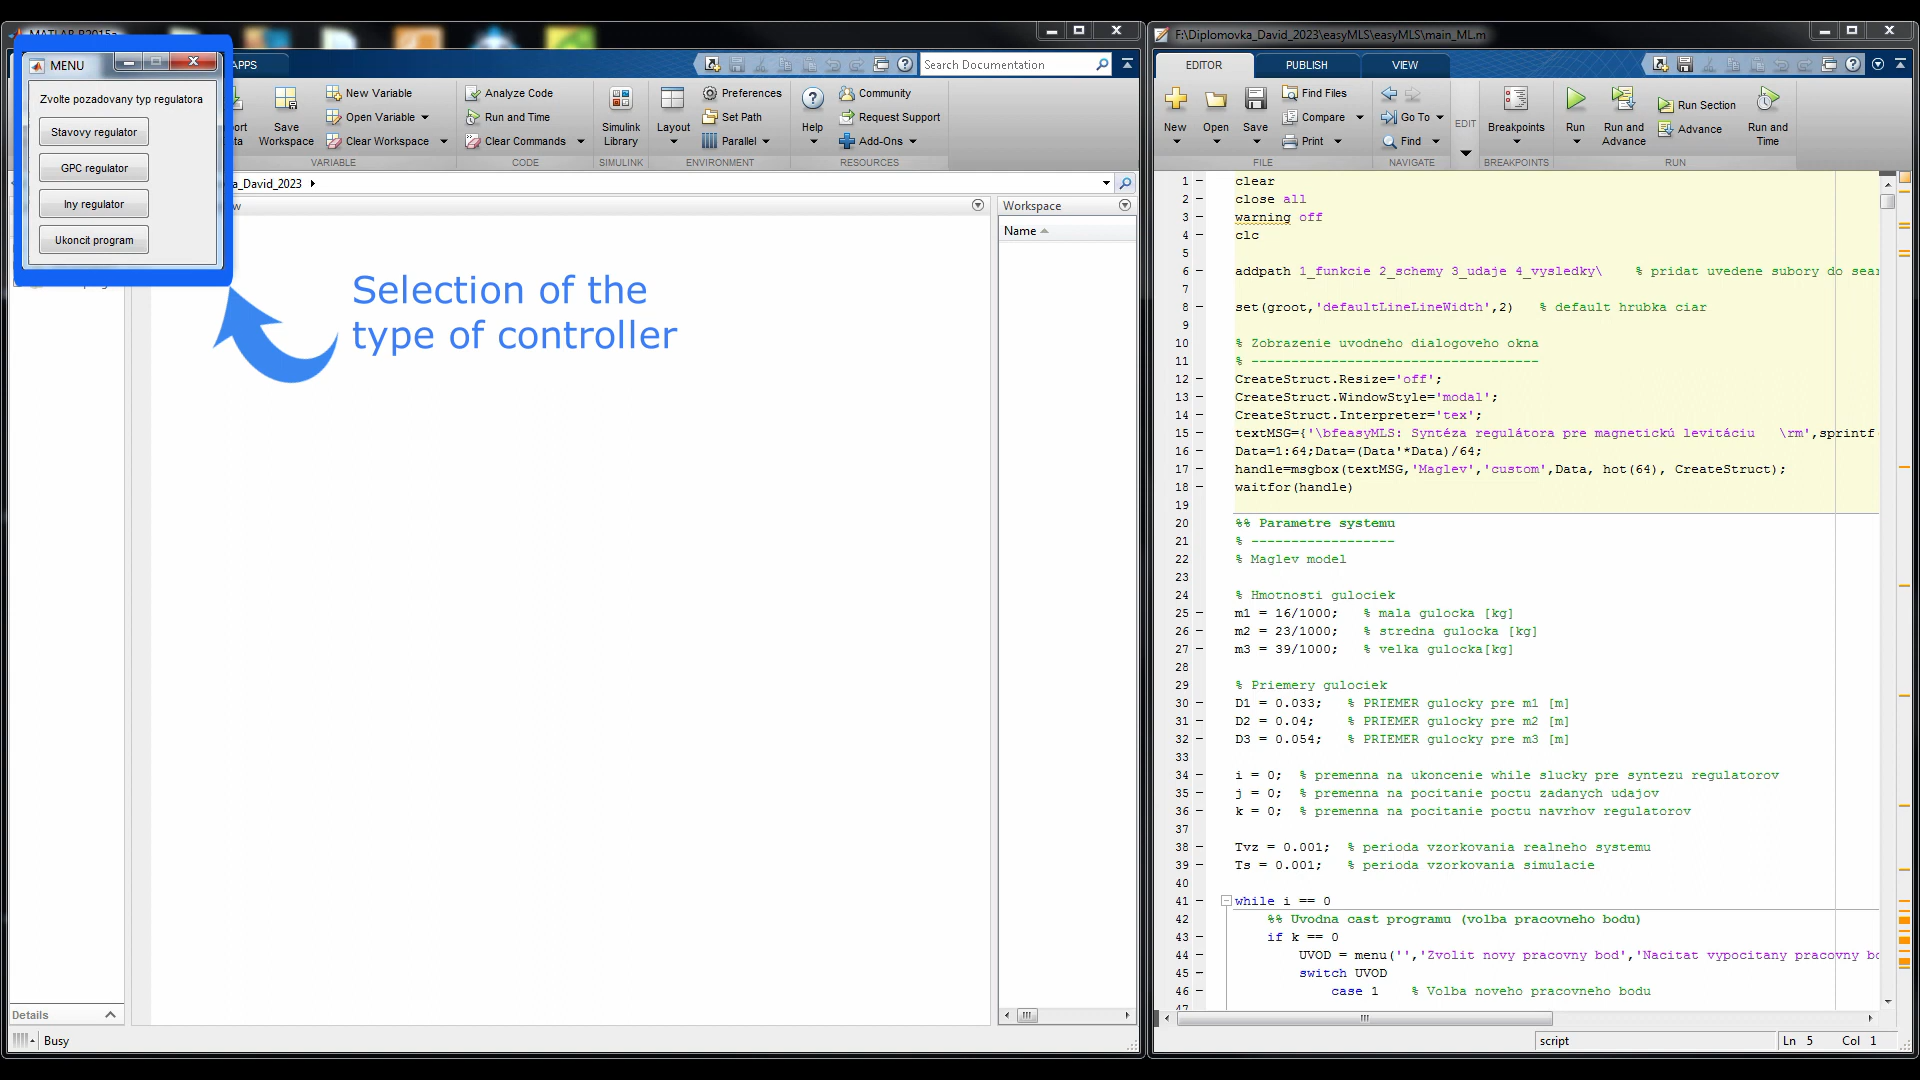 MENU
Zvolte pozadovany typ regulatora
Stavovy regulator
GPC regulator
Iny regulator
Ukoncit program
Selection of the
type of controller
MATLAB R2015a
APPS
Search Documentation
New Variable
Open Variable
Clear Workspace
Save
Workspace
VARIABLE
Analyze Code
Run and Time
Clear Commands
CODE
Simulink
Library
SIMULINK
Layout
Preferences
Set Path
Parallel
ENVIRONMENT
Help
Community
Request Support
Add-Ons
RESOURCES
a_David_2023
Workspace
Name
Details
Busy
F:\Diplomovka_David_2023\easyMLS\easyMLS\main_ML.m
EDITOR PUBLISH VIEW
New
Open
Save
Find Files
Compare
Print
FILE
Go To
Find
NAVIGATE
EDIT
Breakpoints
BREAKPOINTS
Run
Run and
Advance
Run Section
Advance
Run and
Time
RUN
1 clear
2 close all
3 warning off
4 clc
5
6 addpath 1_funkcie 2_schemy 3_udaje 4_vysledky\ % pridat uvedene subory do sear
7
8 set(groot,'defaultLineLineWidth',2) % default hrubka ciar
9
10 % Zobrazenie uvodneho dialogoveho okna
11 % ------------------------------------
12 CreateStruct.Resize='off';
13 CreateStruct.WindowStyle='modal';
14 CreateStruct.Interpreter='tex';
15 textMSG={'\bfeasyMLS: Syntéza regulátora pre magnetickú levitáciu \rm',sprintf
16 Data=1:64;Data=(Data'*Data)/64;
17 handle=msgbox(textMSG,'Maglev','custom',Data, hot(64), CreateStruct);
18 waitfor(handle)
19
20 %% Parametre systemu
21 % ------------------
22 % Maglev model
23
24 % Hmotnosti gulociek
25 m1 = 16/1000; % mala gulocka [kg]
26 m2 = 23/1000; % stredna gulocka [kg]
27 m3 = 39/1000; % velka gulocka[kg]
28
29 % Priemery gulociek
30 D1 = 0.033; % PRIEMER gulocky pre m1 [m]
31 D2 = 0.04; % PRIEMER gulocky pre m2 [m]
32 D3 = 0.054; % PRIEMER gulocky pre m3 [m]
33
34 i = 0; % premenna na ukoncenie while slucky pre syntezu regulatorov
35 j = 0; % premenna na pocitanie poctu zadanych udajov
36 k = 0; % premenna na pocitanie poctu navrhov regulatorov
37
38 Tvz = 0.001; % perioda vzorkovania realneho systemu
39 Ts = 0.001; % perioda vzorkovania simulacie
40
41 while i == 0
42 %% Uvodna cast programu (volba pracovneho bodu)
43 if k == 0
44 UVOD = menu('','Zvolit novy pracovny bod','Nacitat vypocitany pracovny bo
45 switch UVOD
46 case 1 % Volba noveho pracovneho bodu
47
script
Ln 5 Col 1